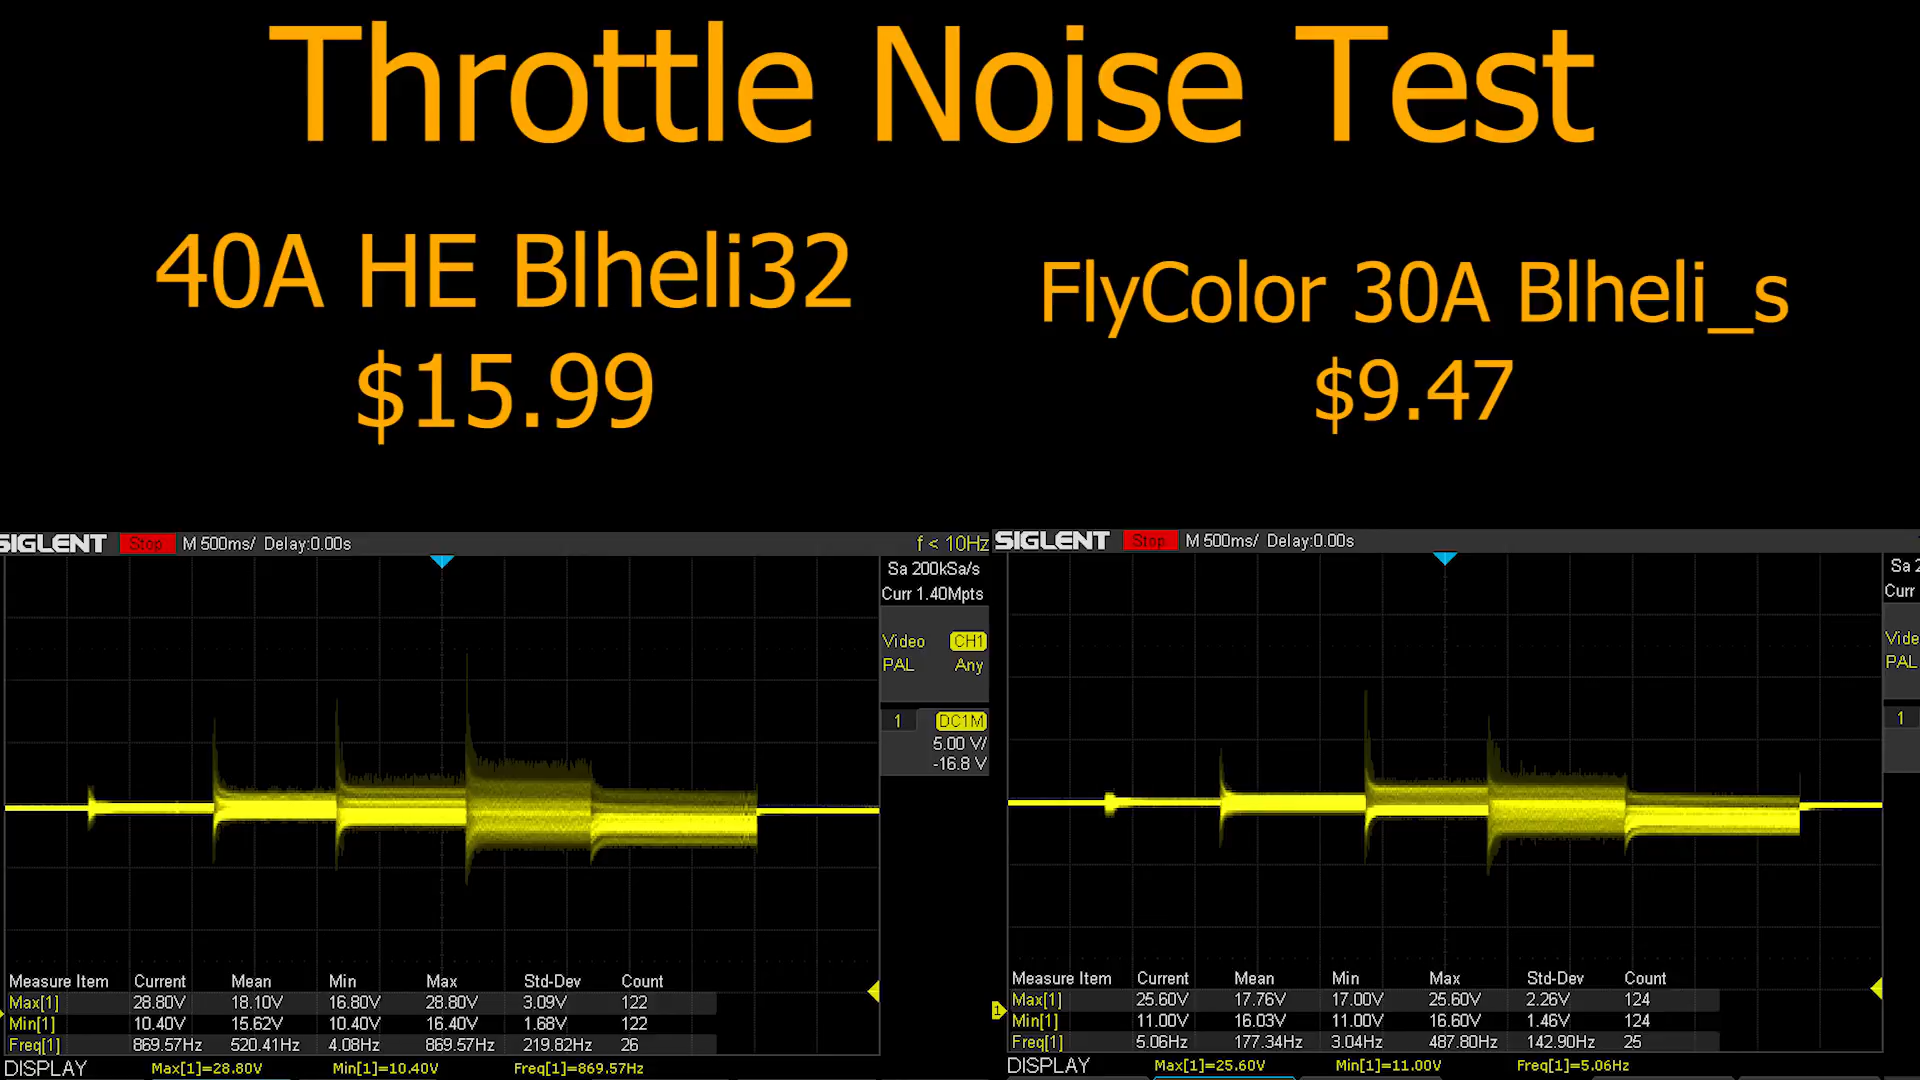 Throttle Noise Test
40A HE Blheli32
$15.99
FlyColor 30A Blheli_s
$9.47
SIGLENT Stop M 500ms/ Delay:0.00s f < 10Hz
Sa 200kSa/s
Curr 1.40Mpts
Video CH1
PAL Any
1 DC1M
5.00 V/
-16.8 V
Measure Item Current Mean Min Max Std-Dev Count
Max[1] 28.80V 18.10V 16.80V 28.80V 3.09V 122
Min[1] 10.40V 15.62V 10.40V 16.40V 1.68V 122
Freq[1] 869.57Hz 520.41Hz 4.08Hz 869.57Hz 219.82Hz 26
DISPLAY Max[1]=28.80V Min[1]=10.40V Freq[1]=869.57Hz
SIGLENT Stop M 500ms/ Delay:0.00s
Sa 2
Curr
Vide
PAL
1
1
Measure Item Current Mean Min Max Std-Dev Count
Max[1] 25.60V 17.76V 17.00V 25.60V 2.26V 124
Min[1] 11.00V 16.03V 11.00V 16.60V 1.46V 124
Freq[1] 5.06Hz 177.34Hz 3.04Hz 487.80Hz 142.90Hz 25
DISPLAY Max[1]=25.60V Min[1]=11.00V Freq[1]=5.06Hz